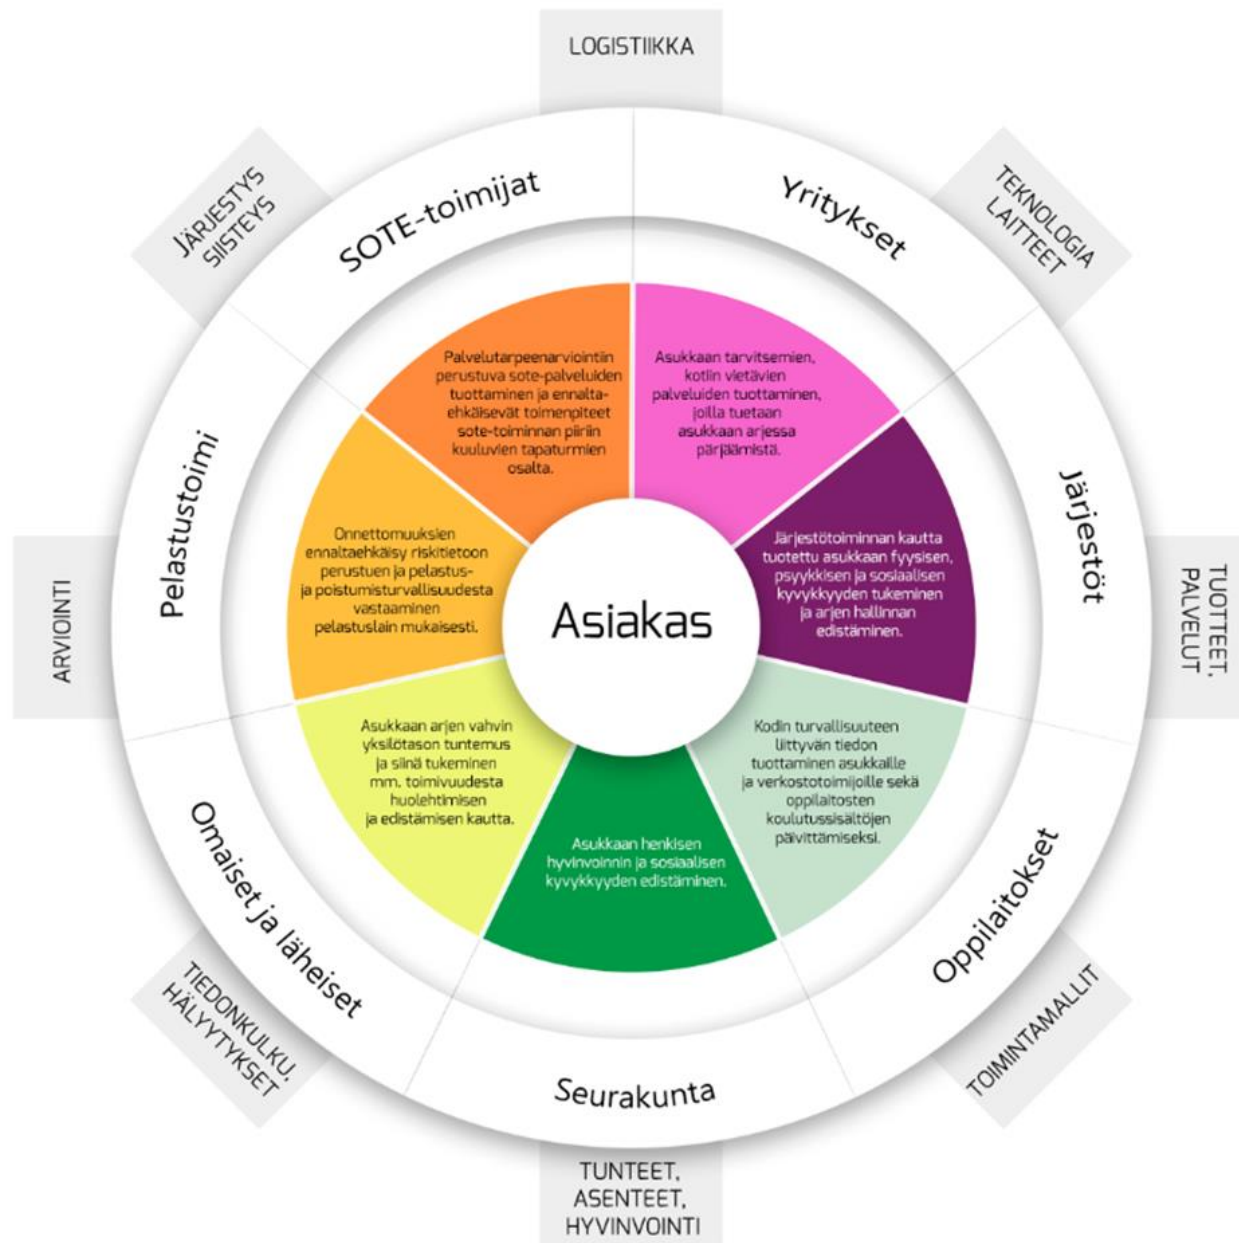 LOGISTIIKKA
JÄRJESTYS
SIISTEYS
TEKNOLOGIA
LAITTEET
SOTE-toimijat
Yritykset
Palvelutarpeenarviointiin
perustuva sote-palveluiden
tuottaminen ja ennalta-
ehkäisevät toimenpiteet
sote-toiminnan piiriin
kuuluvien tapaturmien
osalta.
Asukkaan tarvitsemien,
kotiin vietävien
palveluiden tuottaminen,
joilla tuetaan
asukkaan arjessa
pärjäämistä.
Pelastustoimi
Järjestöt
Onnettomuuksien
ennaltaehkäisy riskitietoon
perustuen ja pelastus-
ja poistumisturvallisuudesta
vastaaminen
pelastuslain mukaisesti.
Järjestötoiminnan kautta
tuotettu asukkaan fyysisen,
psyykkisen ja sosiaalisen
kyvykkyyden tukeminen
ja arjen hallinnan
edistäminen.
Asiakas
ARVIOINTI
TUOTTEET,
PALVELUT
Asukkaan arjen vahvin
yksilötason tuntemus
ja siinä tukeminen
mm. toimivuudesta
huolehtimisen
ja edistämisen kautta.
Kodin turvallisuuteen
liittyvän tiedon
tuottaminen asukkaille
ja verkostotoimijoille sekä
oppilaitosten
koulutussisältöjen
päivittämiseksi.
Asukkaan henkisen
hyvinvoinnin ja sosiaalisen
kyvykkyyden edistäminen.
Omaiset ja läheiset
Oppilaitokset
Seurakunta
TIEDONKULKU,
HÄLYYTYKSET
TOIMINTAMALLIT
TUNTEET,
ASENTEET,
HYVINVOINTI